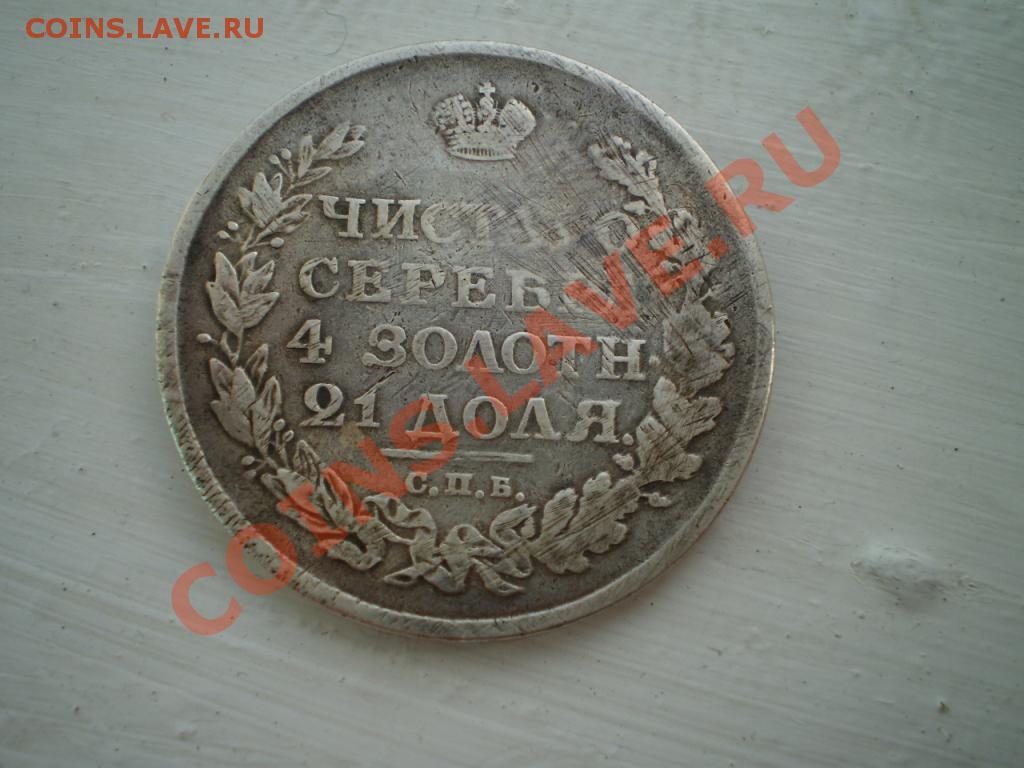 COINS.LAVE.RU
ЧИСТАГО
СЕРЕБРА
4 ЗОЛОТН.
21 ДОЛЯ.
С.П.Б.
COINS.LAVE.RU